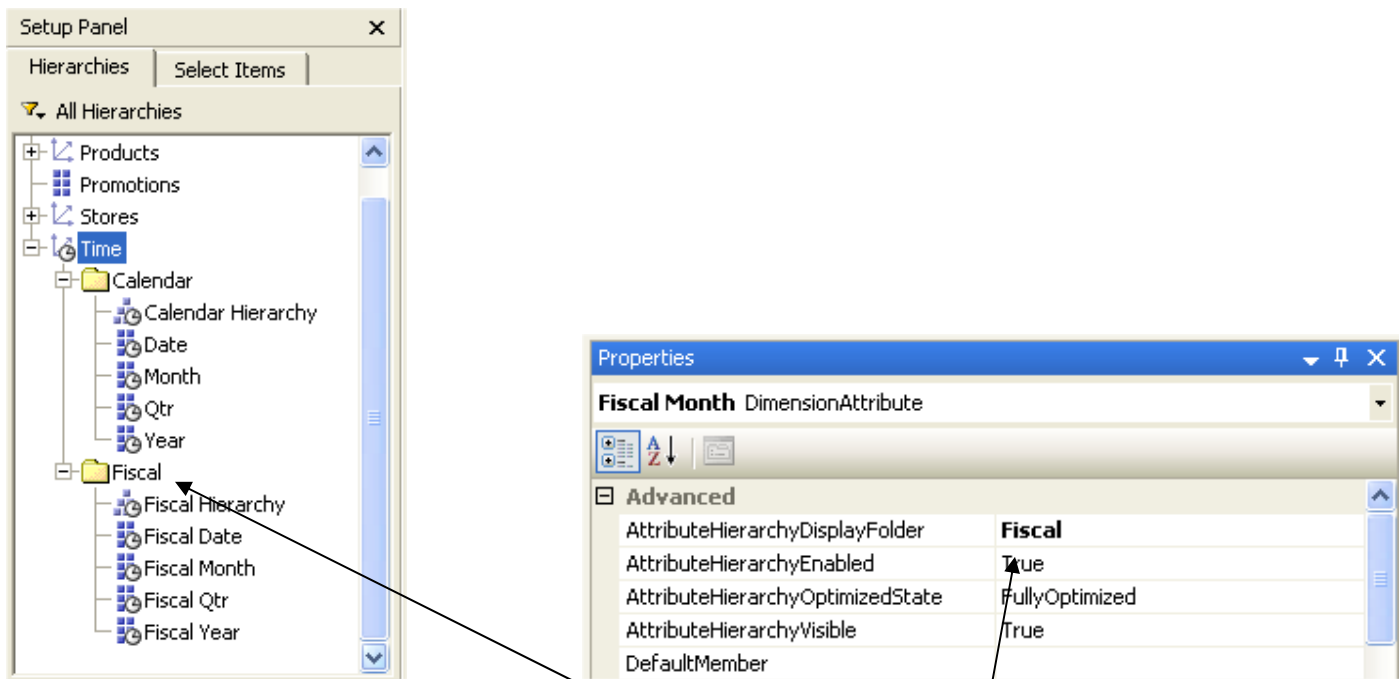 Setup Panel
Hierarchies
Select Items
All Hierarchies
Products
Promotions
Stores
Time
Calendar
Calendar Hierarchy
Date
Month
Qtr
Year
Fiscal
Fiscal Hierarchy
Fiscal Date
Fiscal Month
Fiscal Qtr
Fiscal Year
Properties
Fiscal Month DimensionAttribute
Advanced
AttributeHierarchyDisplayFolder Fiscal
AttributeHierarchyEnabled True
AttributeHierarchyOptimizedState FullyOptimized
AttributeHierarchyVisible True
DefaultMember